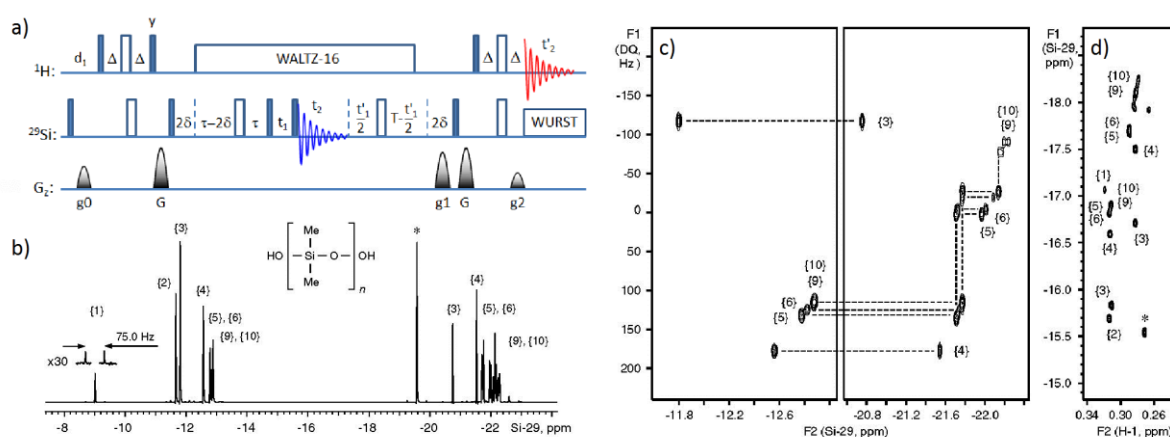 a)
y
d₁ Δ Δ WALTZ-16 Δ Δ t'₂
¹H:
2δ τ−2δ τ t₁ t₂ t'₁/2 T-t'₁/2 2δ WURST
²⁹Si:
G_z:
g0 G g1 G g2
b)
{3} *
{2}
{1}
{4}
{5}, {6}
{9}, {10}
75.0 Hz
x30
HO Me Si Me O OH n
{3}
{4}
{5}, {6}
{9}, {10}
-8 -10 -12 -14 -16 -18 -20 -22 Si-29, ppm
F1
(DQ,
Hz )
c)
-150
-100
-50
0
50
100
150
200
{3}
{10}
{9}
{6}
{5}
{10}
{9}
{6}
{5}
{4}
-11.8 -12.2 -12.6 -20.8 -21.2 -21.6 -22.0
F2 (Si-29, ppm)
F1
(Si-29,
ppm)
d)
-18.0
-17.5
-17.0
-16.5
-16.0
-15.5
-15.0
{10}
{9}
*
{6}
{5}
{4}
{1}
{10}
{9}
{5}
{6}
{3}
{4}
{3}
{2}
*
0.34 0.30 0.26
F2 (H-1, ppm)